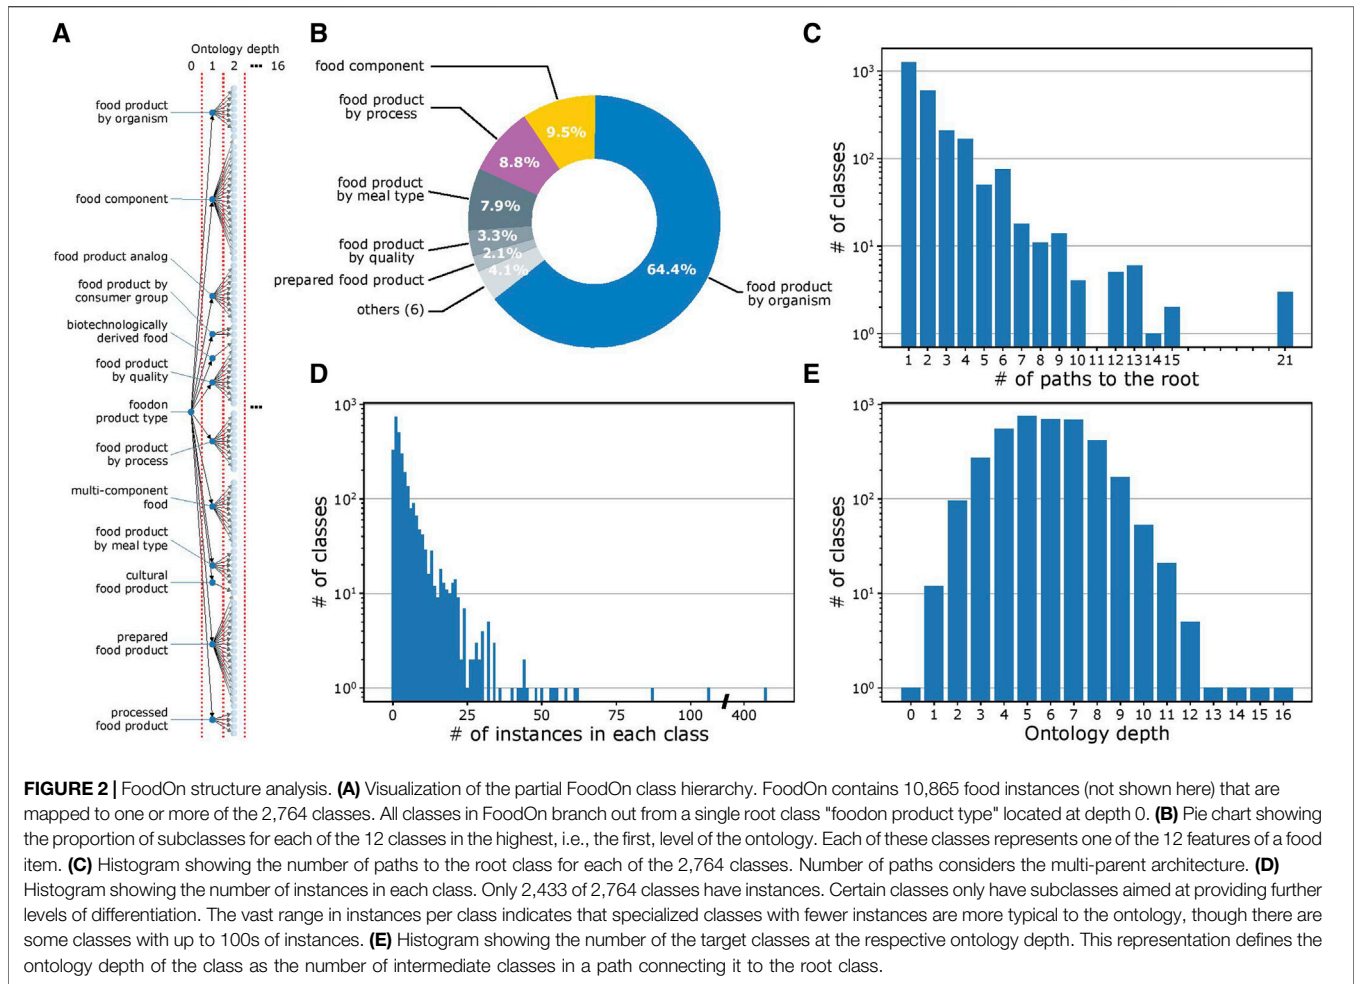 A
Ontology depth
0 1 2 ··· 16
food product
by organism
food component
food product analog
food product by
consumer group
biotechnologically
derived food
food product
by quality
foodon
product type
···
food product
by process
multi-component
food
food product
by meal type
cultural
food product
prepared
food product
processed
food product
B
food component
food product
by process
food product
by meal type
food product
by quality
prepared food product
others (6)
9.5%
8.8%
7.9%
3.3%
2.1%
4.1%
64.4%
food product
by organism
C
# of classes
10³
10²
10¹
10⁰
1 2 3 4 5 6 7 8 9 10 11 12 13 14 15 21
# of paths to the root
D
# of classes
10³
10²
10¹
10⁰
0 25 50 75 100 400
# of instances in each class
E
# of classes
10³
10²
10¹
10⁰
0 1 2 3 4 5 6 7 8 9 10 11 12 13 14 15 16
Ontology depth
FIGURE 2 | FoodOn structure analysis. (A) Visualization of the partial FoodOn class hierarchy. FoodOn contains 10,865 food instances (not shown here) that are
mapped to one or more of the 2,764 classes. All classes in FoodOn branch out from a single root class "foodon product type" located at depth 0. (B) Pie chart showing
the proportion of subclasses for each of the 12 classes in the highest, i.e., the first, level of the ontology. Each of these classes represents one of the 12 features of a food
item. (C) Histogram showing the number of paths to the root class for each of the 2,764 classes. Number of paths considers the multi-parent architecture. (D)
Histogram showing the number of instances in each class. Only 2,433 of 2,764 classes have instances. Certain classes only have subclasses aimed at providing further
levels of differentiation. The vast range in instances per class indicates that specialized classes with fewer instances are more typical to the ontology, though there are
some classes with up to 100s of instances. (E) Histogram showing the number of the target classes at the respective ontology depth. This representation defines the
ontology depth of the class as the number of intermediate classes in a path connecting it to the root class.